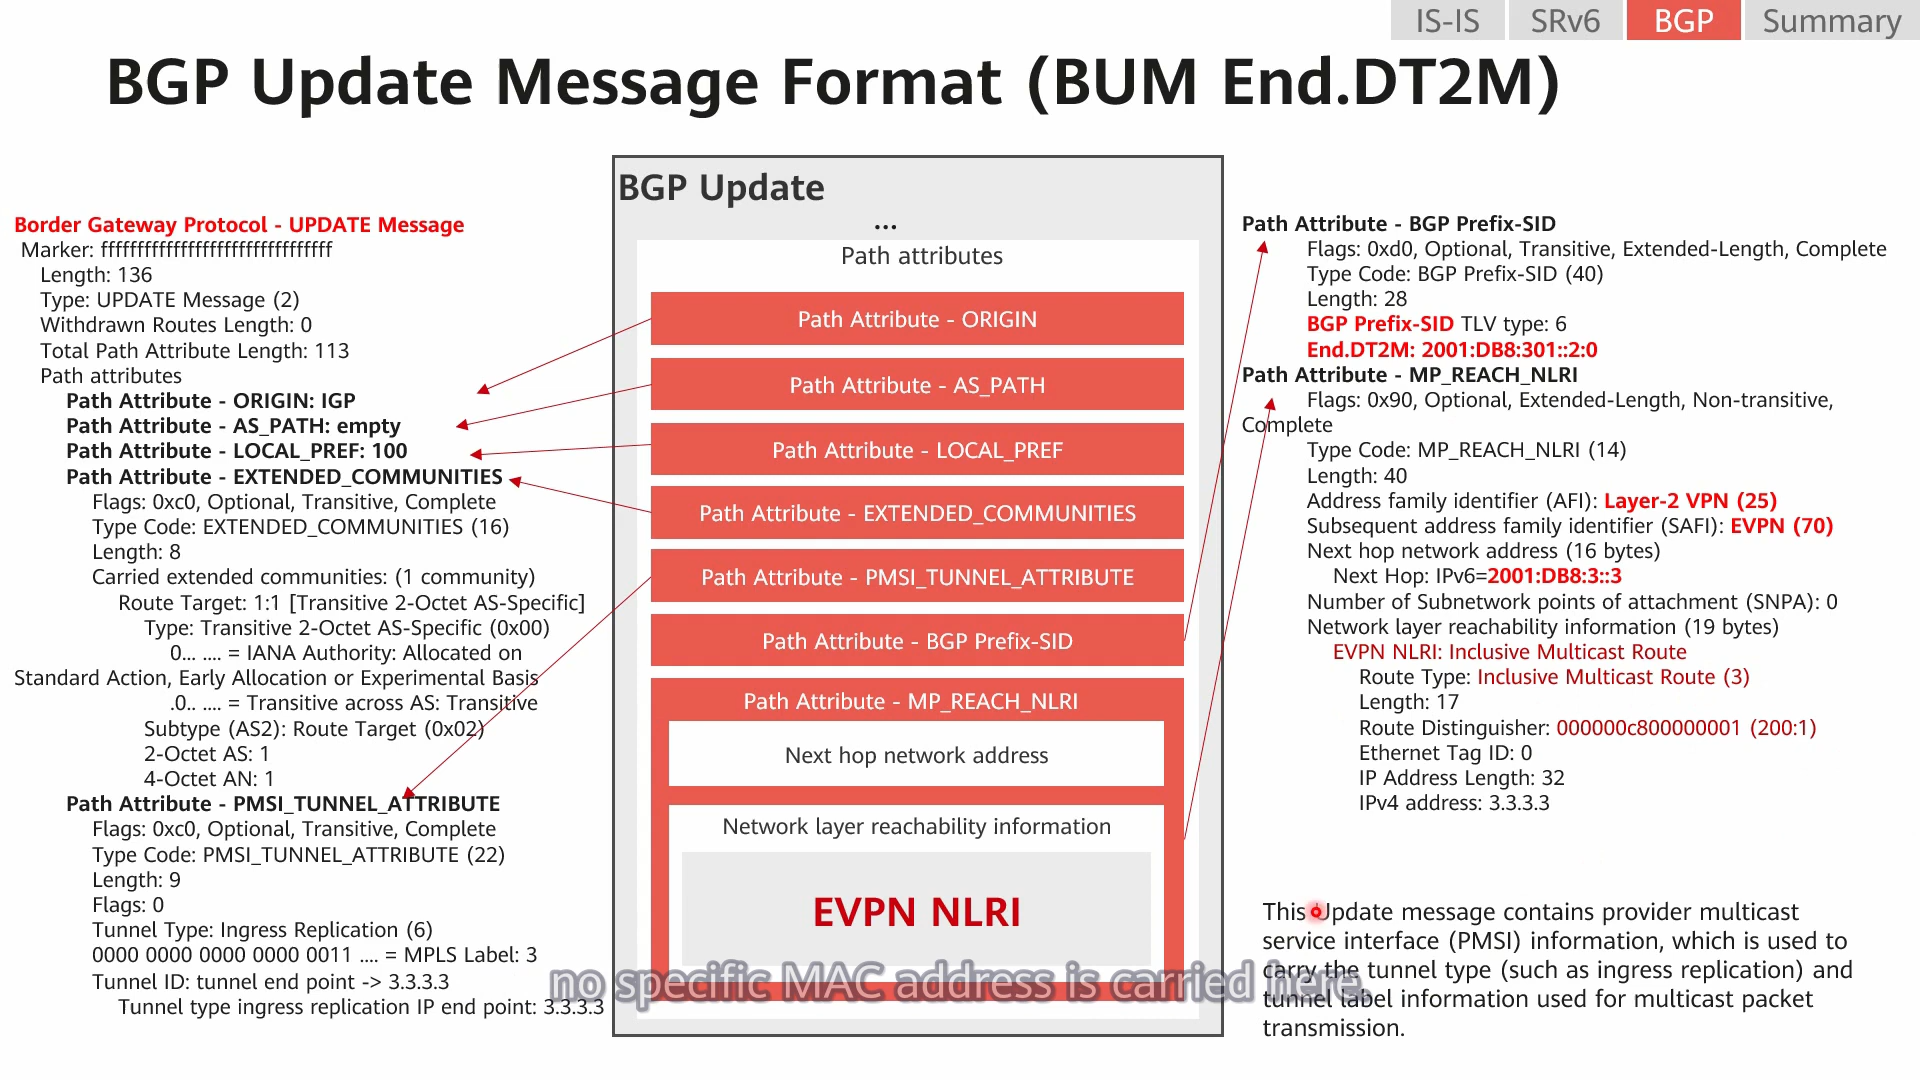 IS-IS
SRv6
BGP
Summary
BGP Update Message Format (BUM End.DT2M)
Border Gateway Protocol - UPDATE Message
Marker: ffffffffffffffffffffffffffffffff
Length: 136
Type: UPDATE Message (2)
Withdrawn Routes Length: 0
Total Path Attribute Length: 113
Path attributes
Path Attribute - ORIGIN: IGP
Path Attribute - AS_PATH: empty
Path Attribute - LOCAL_PREF: 100
Path Attribute - EXTENDED_COMMUNITIES
Flags: 0xc0, Optional, Transitive, Complete
Type Code: EXTENDED_COMMUNITIES (16)
Length: 8
Carried extended communities: (1 community)
Route Target: 1:1 [Transitive 2-Octet AS-Specific]
Type: Transitive 2-Octet AS-Specific (0x00)
0... .... = IANA Authority: Allocated on
Standard Action, Early Allocation or Experimental Basis
.0.. .... = Transitive across AS: Transitive
Subtype (AS2): Route Target (0x02)
2-Octet AS: 1
4-Octet AN: 1
Path Attribute - PMSI_TUNNEL_ATTRIBUTE
Flags: 0xc0, Optional, Transitive, Complete
Type Code: PMSI_TUNNEL_ATTRIBUTE (22)
Length: 9
Flags: 0
Tunnel Type: Ingress Replication (6)
0000 0000 0000 0000 0011 .... = MPLS Label: 3
Tunnel ID: tunnel end point -> 3.3.3.3
Tunnel type ingress replication IP end point: 3.3.3.3
BGP Update
...
Path attributes
Path Attribute - ORIGIN
Path Attribute - AS_PATH
Path Attribute - LOCAL_PREF
Path Attribute - EXTENDED_COMMUNITIES
Path Attribute - PMSI_TUNNEL_ATTRIBUTE
Path Attribute - BGP Prefix-SID
Path Attribute - MP_REACH_NLRI
Next hop network address
Network layer reachability information
EVPN NLRI
Path Attribute - BGP Prefix-SID
Flags: 0xd0, Optional, Transitive, Extended-Length, Complete
Type Code: BGP Prefix-SID (40)
Length: 28
BGP Prefix-SID TLV type: 6
End.DT2M: 2001:DB8:301::2:0
Path Attribute - MP_REACH_NLRI
Flags: 0x90, Optional, Extended-Length, Non-transitive,
Complete
Type Code: MP_REACH_NLRI (14)
Length: 40
Address family identifier (AFI): Layer-2 VPN (25)
Subsequent address family identifier (SAFI): EVPN (70)
Next hop network address (16 bytes)
Next Hop: IPv6=2001:DB8:3::3
Number of Subnetwork points of attachment (SNPA): 0
Network layer reachability information (19 bytes)
EVPN NLRI: Inclusive Multicast Route
Route Type: Inclusive Multicast Route (3)
Length: 17
Route Distinguisher: 000000c800000001 (200:1)
Ethernet Tag ID: 0
IP Address Length: 32
IPv4 address: 3.3.3.3
This Update message contains provider multicast
service interface (PMSI) information, which is used to
carry the tunnel type (such as ingress replication) and
tunnel label information used for multicast packet
transmission.
no specific MAC address is carried here.